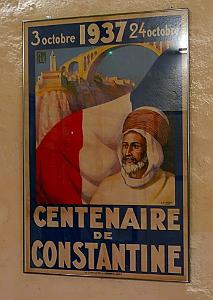 3 octobre 1937 24 octobre
CENTENAIRE
DE
CONSTANTINE